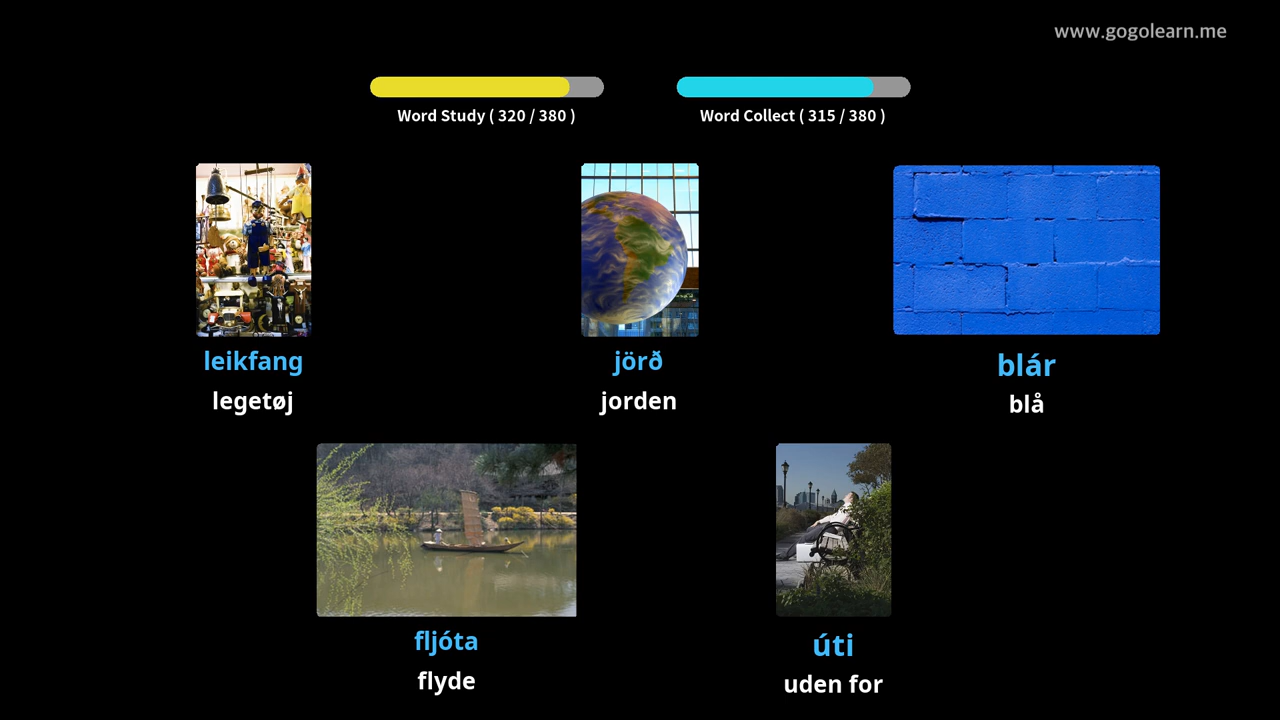 www.gogolearn.me
Word Study ( 320 / 380 )
Word Collect ( 315 / 380 )
leikfang
legetøj
jörð
jorden
blár
blå
fljóta
flyde
úti
uden for